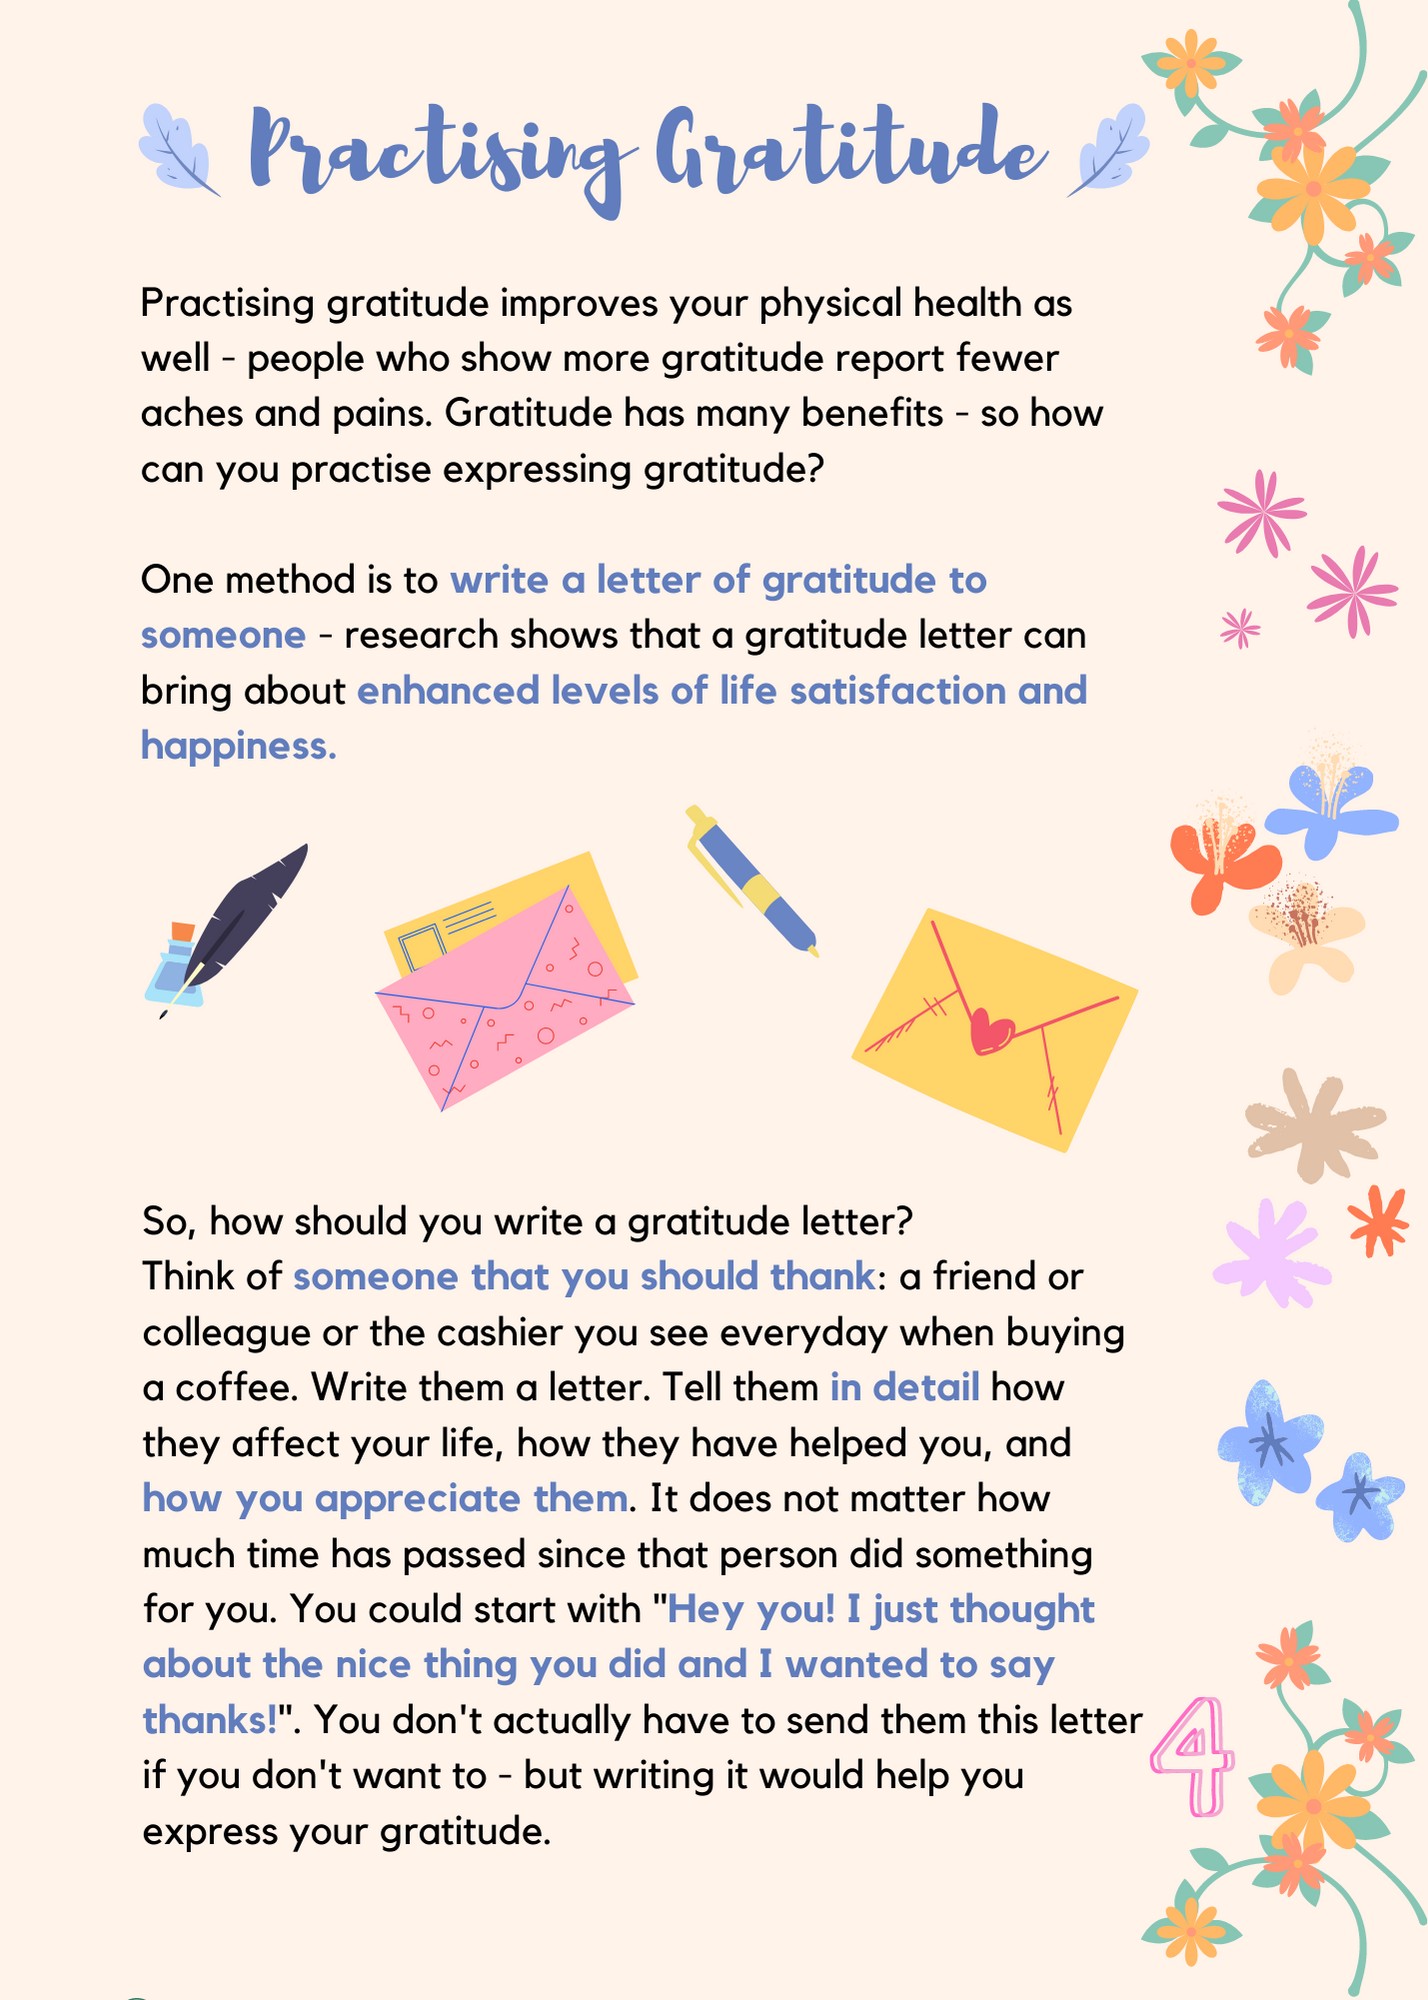 Practising Gratitude
Practising gratitude improves your physical health as
well - people who show more gratitude report fewer
aches and pains. Gratitude has many benefits - so how
can you practise expressing gratitude?
One method is to write a letter of gratitude to
someone - research shows that a gratitude letter can
bring about enhanced levels of life satisfaction and
happiness.
So, how should you write a gratitude letter?
Think of someone that you should thank: a friend or
colleague or the cashier you see everyday when buying
a coffee. Write them a letter. Tell them in detail how
they affect your life, how they have helped you, and
how you appreciate them. It does not matter how
much time has passed since that person did something
for you. You could start with "Hey you! I just thought
about the nice thing you did and I wanted to say
thanks!". You don't actually have to send them this letter
if you don't want to - but writing it would help you
express your gratitude.
4